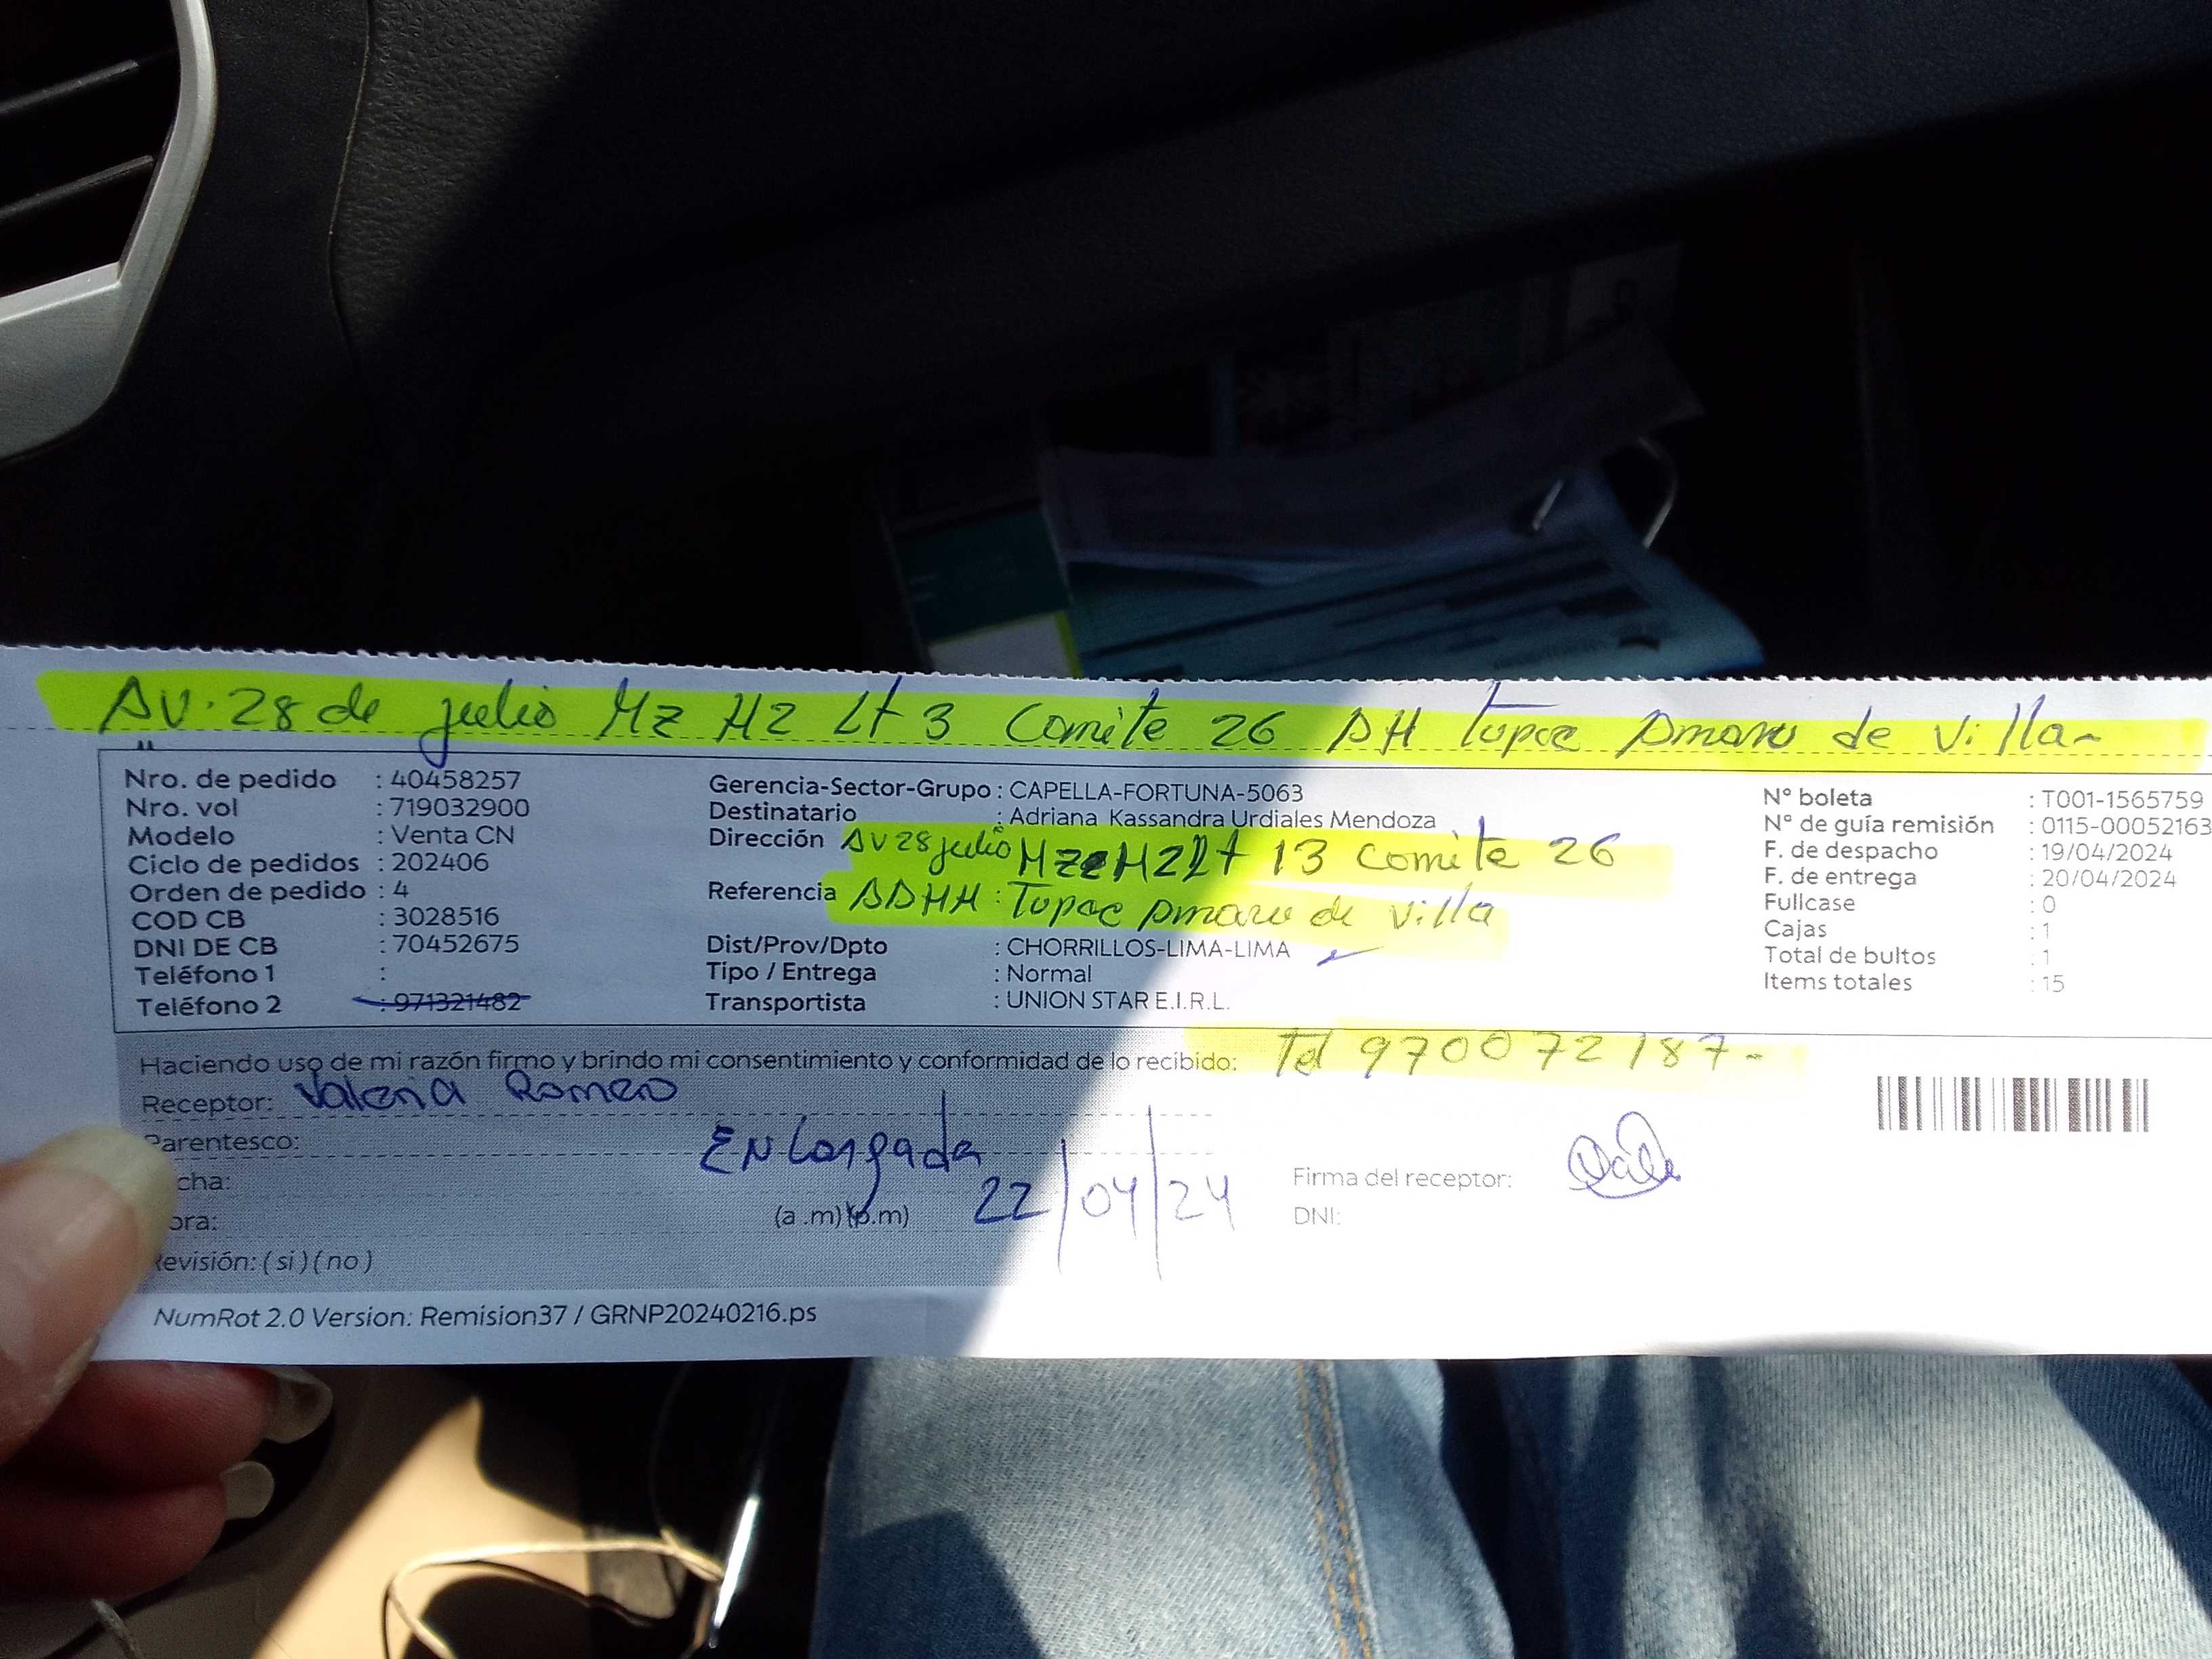 AV. 28 de julio Mz H2 Lt 3 Comite 26 AH Tupac Amaru de Villa-
Nro. de pedido : 40458257
Nro. vol : 719032900
Modelo : Venta CN
Ciclo de pedidos : 202406
Orden de pedido : 4
COD CB : 3028516
DNI DE CB : 70452675
Teléfono 1 :
Teléfono 2 : 971321482
Gerencia-Sector-Grupo : CAPELLA-FORTUNA-5063
Destinatario : Adriana Kassandra Urdiales Mendoza
Dirección AV 28 julio Mz H2 Lt 13 Comite 26
Referencia AAHH : Tupac Amaru de Villa
Dist/Prov/Dpto : CHORRILLOS-LIMA-LIMA
Tipo / Entrega : Normal
Transportista : UNION STAR E.I.R.L.
N° boleta : T001-1565759
N° de guía remisión : 0115-00052163
F. de despacho : 19/04/2024
F. de entrega : 20/04/2024
Fullcase : 0
Cajas : 1
Total de bultos : 1
Items totales : 15
Haciendo uso de mi razón firmo y brindo mi consentimiento y conformidad de lo recibido: Tel 970072187-
Receptor: Valeria Romero
Parentesco: Encargada
cha:
ora: (a .m) (p.m) 22/04/24
Revisión: ( si ) ( no )
Firma del receptor:
DNI:
NumRot 2.0 Version: Remision37 / GRNP20240216.ps